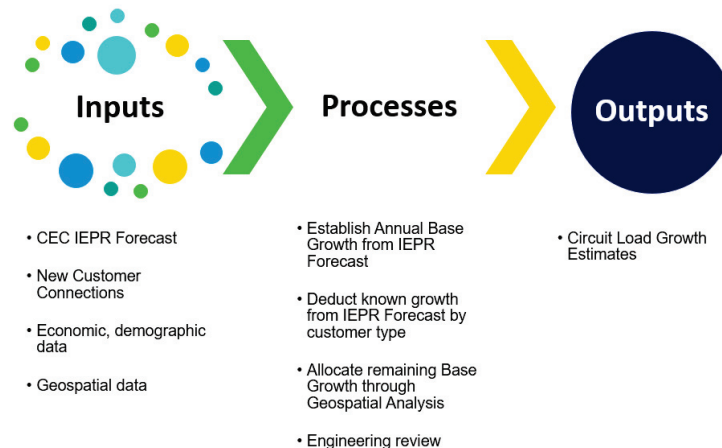 Inputs
Processes
Outputs
• CEC IEPR Forecast
• New Customer
Connections
• Economic, demographic
data
• Geospatial data
• Establish Annual Base
Growth from IEPR
Forecast
• Deduct known growth
from IEPR Forecast by
customer type
• Allocate remaining Base
Growth through
Geospatial Analysis
• Engineering review
• Circuit Load Growth
Estimates